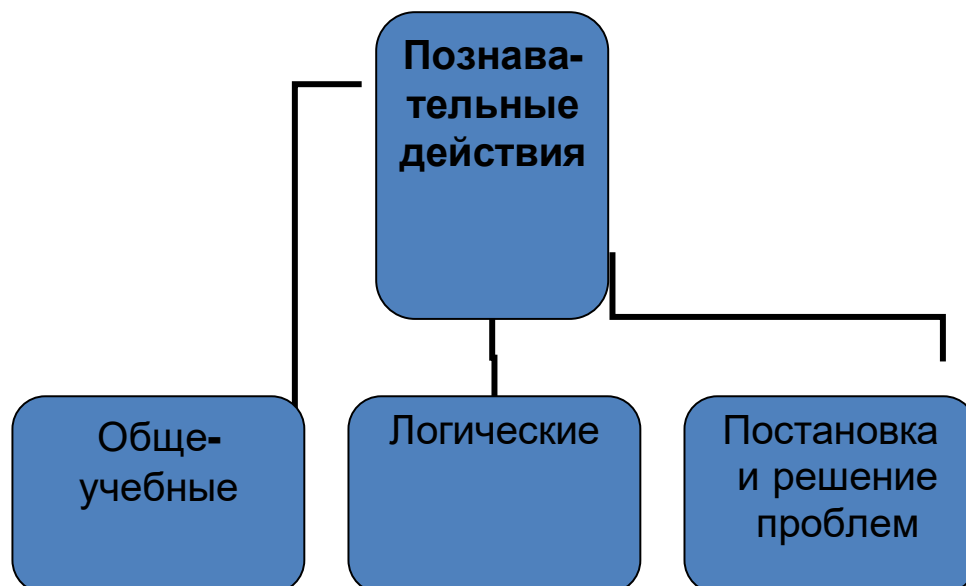 Познава-
тельные
действия
Обще-
учебные
Логические
Постановка
и решение
проблем